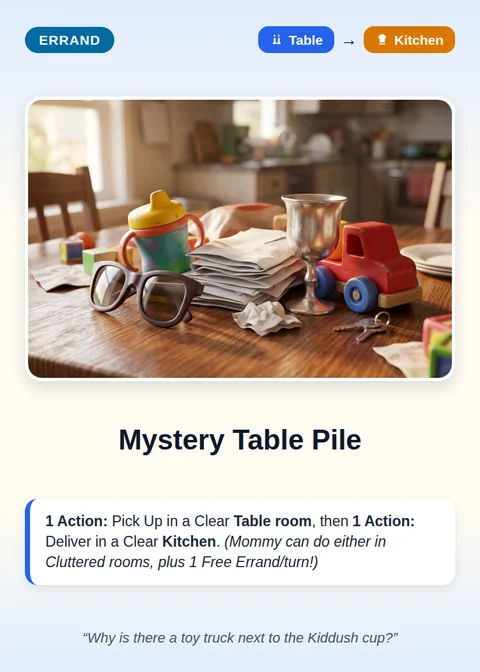 ERRAND
Table → Kitchen
Mystery Table Pile
1 Action: Pick Up in a Clear Table room, then 1 Action:
Deliver in a Clear Kitchen. (Mommy can do either in
Cluttered rooms, plus 1 Free Errand/turn!)
“Why is there a toy truck next to the Kiddush cup?”